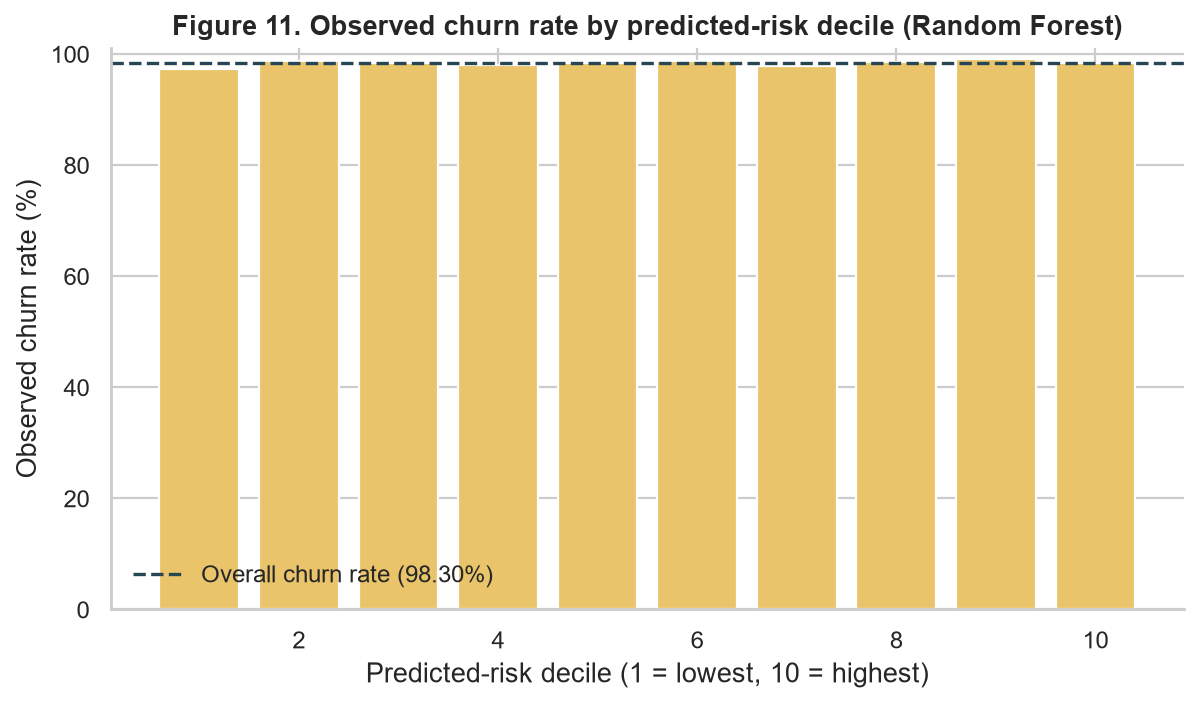 Figure 11. Observed churn rate by predicted-risk decile (Random Forest)
Observed churn rate (%)
100
80
60
40
20
0
Overall churn rate (98.30%)
2 4 6 8 10
Predicted-risk decile (1 = lowest, 10 = highest)